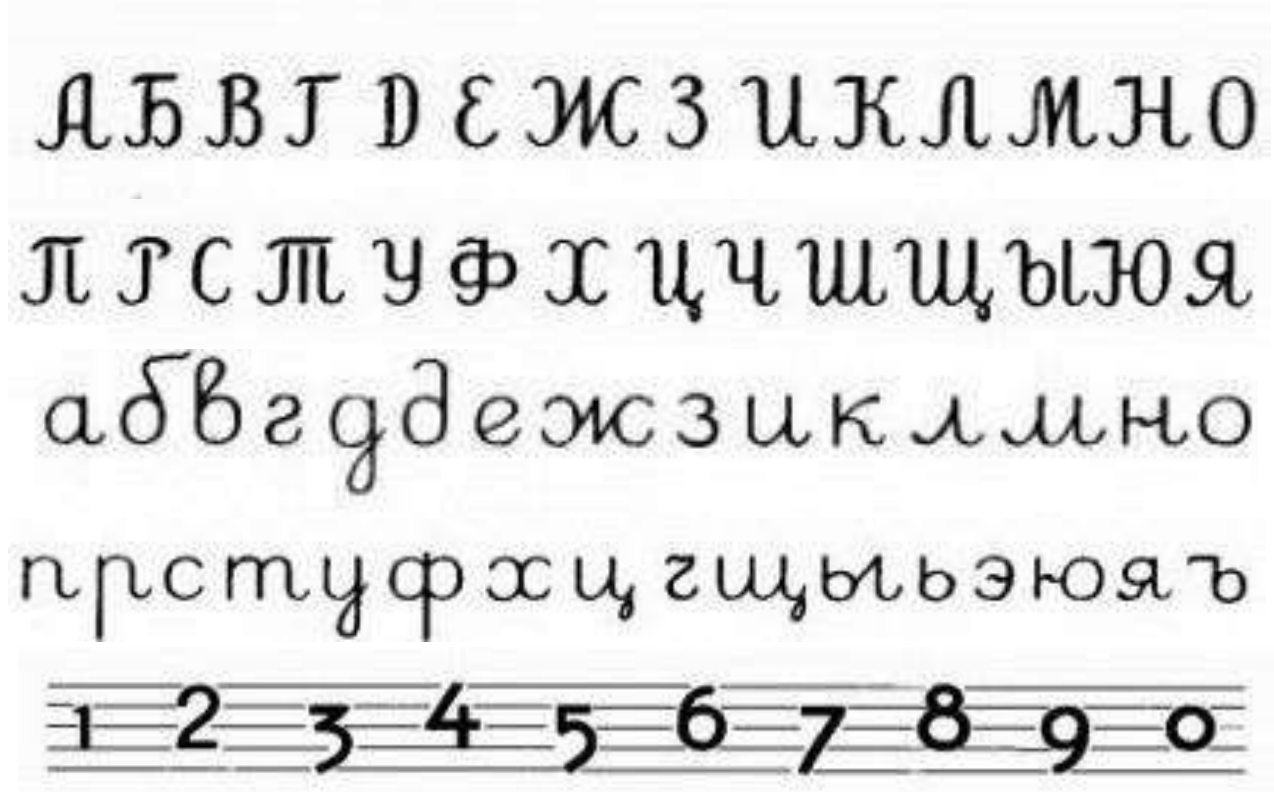 А Б В Г D Е Ж З И К Л М Н О
П Р С Т У Ф Х Ц Ч Ш Щ Ы Ю Я
а б в г д д е ж з и к л м н о
п р с т у ф х ц ч щ ы ь э ю я ъ
1 2 3 4 5 6 7 8 9 0